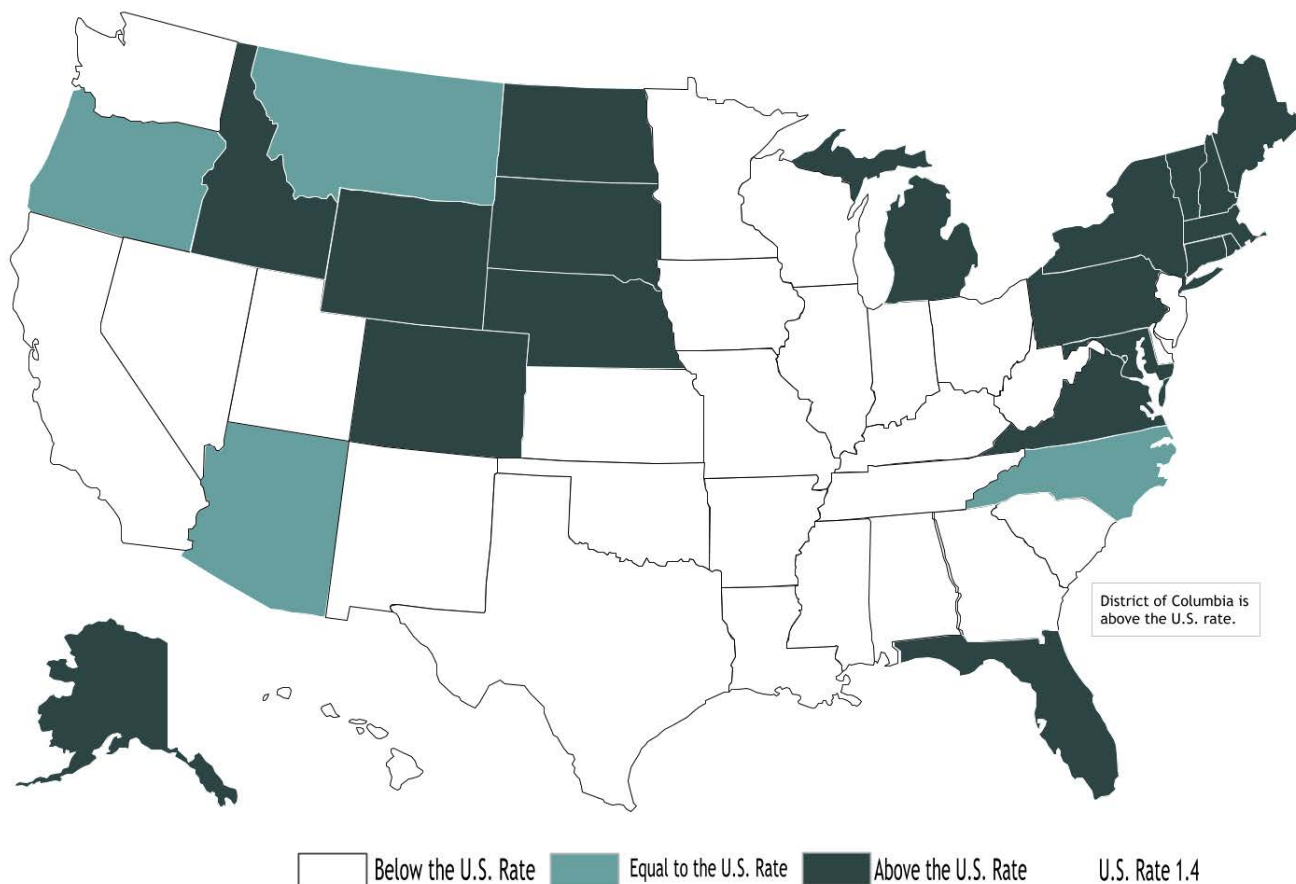 District of Columbia is
above the U.S. rate.
Below the U.S. Rate
Equal to the U.S. Rate
Above the U.S. Rate
U.S. Rate 1.4